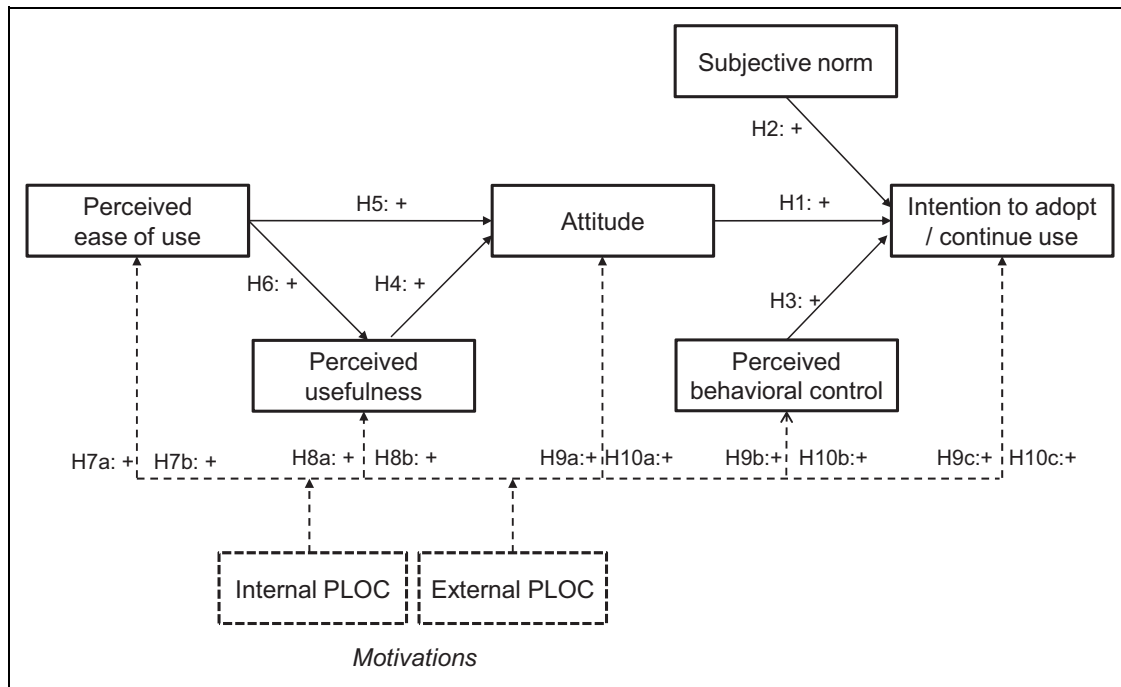 Subjective norm
H2: +
Perceived
ease of use
H5: +
Attitude
H1: +
Intention to adopt
/ continue use
H6: +
H4: +
H3: +
Perceived
usefulness
Perceived
behavioral control
H7a: +
H7b: +
H8a: +
H8b: +
H9a:+
H10a:+
H9b:+
H10b:+
H9c:+
H10c:+
Internal PLOC
External PLOC
Motivations